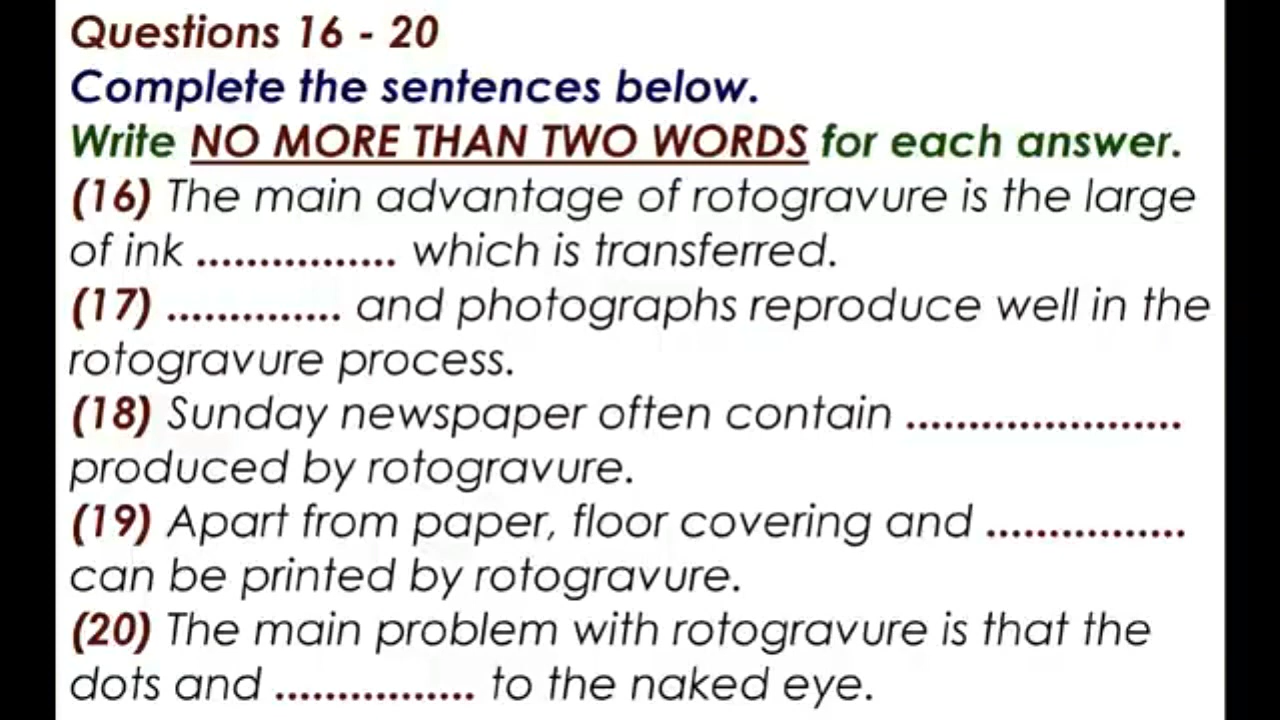 Questions 16 - 20
Complete the sentences below.
Write NO MORE THAN TWO WORDS for each answer.
(16) The main advantage of rotogravure is the large
of ink ................ which is transferred.
(17) .............. and photographs reproduce well in the
rotogravure process.
(18) Sunday newspaper often contain ......................
produced by rotogravure.
(19) Apart from paper, floor covering and ................
can be printed by rotogravure.
(20) The main problem with rotogravure is that the
dots and ................ to the naked eye.